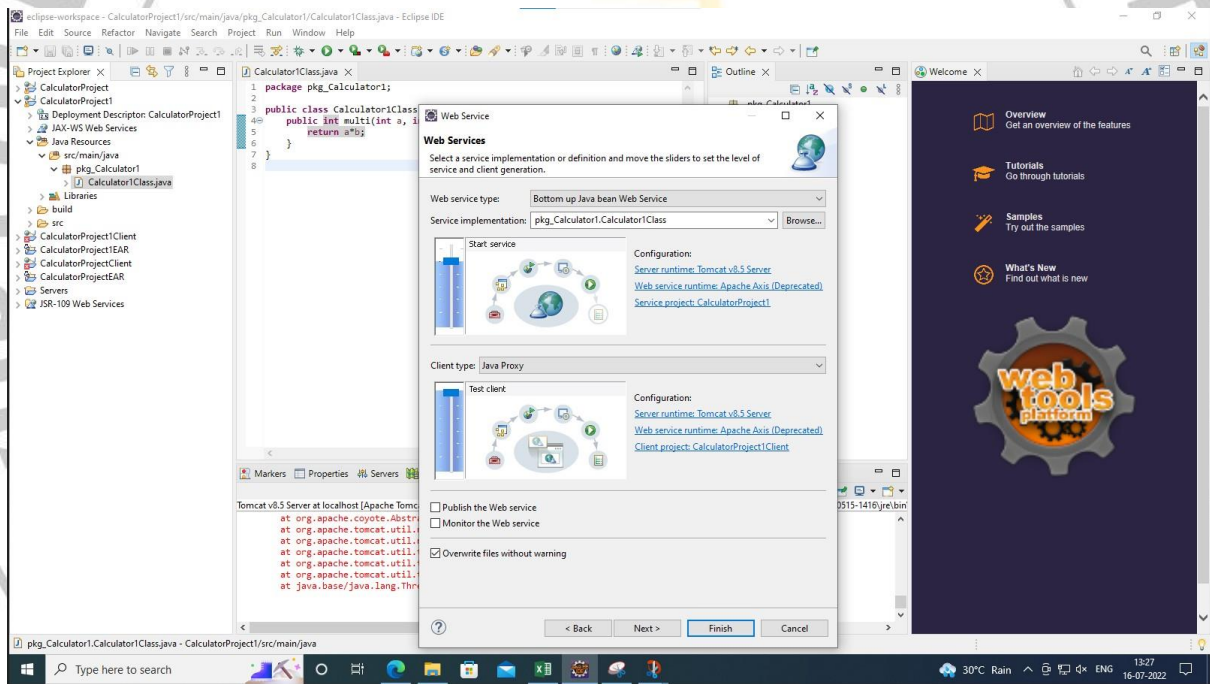 eclipse-workspace - CalculatorProject1/src/main/java/pkg_Calculator1/Calculator1Class.java - Eclipse IDE
File Edit Source Refactor Navigate Search Project Run Window Help
Project Explorer
CalculatorProject
CalculatorProject1
Deployment Descriptor: CalculatorProject1
JAX-WS Web Services
Java Resources
src/main/java
pkg_Calculator1
Calculator1Class.java
Libraries
build
src
CalculatorProject1Client
CalculatorProject1EAR
CalculatorProjectClient
CalculatorProjectEAR
Servers
JSR-109 Web Services
Calculator1Class.java
1 package pkg_Calculator1;
2
3 public class Calculator1Class
4 public int multi(int a, i
5 return a*b;
6 }
7 }
8
Outline
pkg_Calculator1
Web Service
Web Services
Select a service implementation or definition and move the sliders to set the level of
service and client generation.
Web service type: Bottom up Java bean Web Service
Service implementation: pkg_Calculator1.Calculator1Class Browse...
Start service
Configuration:
Server runtime: Tomcat v8.5 Server
Web service runtime: Apache Axis (Deprecated)
Service project: CalculatorProject1
Client type: Java Proxy
Test client
Configuration:
Server runtime: Tomcat v8.5 Server
Web service runtime: Apache Axis (Deprecated)
Client project: CalculatorProject1Client
Publish the Web service
Monitor the Web service
Overwrite files without warning
< Back Next > Finish Cancel
Welcome
Overview
Get an overview of the features
Tutorials
Go through tutorials
Samples
Try out the samples
What's New
Find out what is new
web
tools
platform
Markers Properties Servers
Tomcat v8.5 Server at localhost [Apache Tomc
0515-1416\jre\bin\
at org.apache.coyote.Abstr
at org.apache.tomcat.util.
at org.apache.tomcat.util.
at org.apache.tomcat.util.
at org.apache.tomcat.util.
at org.apache.tomcat.util.
at java.base/java.lang.Thr
pkg_Calculator1.Calculator1Class.java - CalculatorProject1/src/main/java
Type here to search
30°C Rain
ENG
13:27
16-07-2022